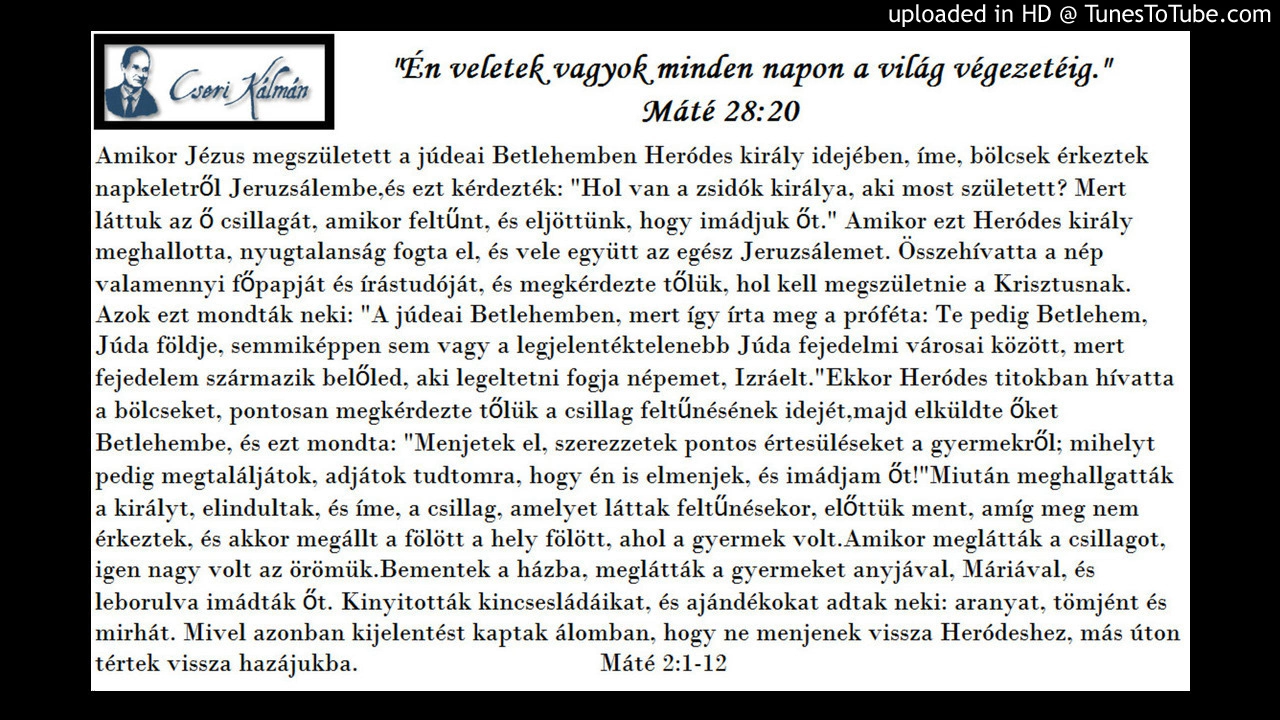 uploaded in HD @ TunesToTube.com
Cseri Kálmán
"Én veletek vagyok minden napon a világ végezetéig."
Máté 28:20
Amikor Jézus megszületett a júdeai Betlehemben Heródes király idejében, íme, bölcsek érkeztek
napkeletről Jeruzsálembe,és ezt kérdezték: "Hol van a zsidók királya, aki most született? Mert
láttuk az Ő csillagát, amikor feltűnt, és eljöttünk, hogy imádjuk őt." Amikor ezt Heródes király
meghallotta, nyugtalanság fogta el, és vele együtt az egész Jeruzsálemet. Összehívatta a nép
valamennyi főpapját és írástudóját, és megkérdezte tőlük, hol kell megszületnie a Krisztusnak.
Azok ezt mondták neki: "A júdeai Betlehemben, mert így írta meg a próféta: Te pedig Betlehem,
Júda földje, semmiképpen sem vagy a legjelentéktelenebb Júda fejedelmi városai között, mert
fejedelem származik belőled, aki legeltetni fogja népemet, Izráelt."Ekkor Heródes titokban hívatta
a bölcseket, pontosan megkérdezte tőlük a csillag feltűnésének idejét,majd elküldte őket
Betlehembe, és ezt mondta: "Menjetek el, szerezzetek pontos értesüléseket a gyermekről; mihelyt
pedig megtaláljátok, adjátok tudtomra, hogy én is elmenjek, és imádjam őt!"Miután meghallgatták
a királyt, elindultak, és íme, a csillag, amelyet láttak feltűnésekor, előttük ment, amíg meg nem
érkeztek, és akkor megállt a fölött a hely fölött, ahol a gyermek volt.Amikor meglátták a csillagot,
igen nagy volt az örömük.Bementek a házba, meglátták a gyermeket anyjával, Máriával, és
leborulva imádták őt. Kinyitották kincsesládáikat, és ajándékokat adtak neki: aranyat, tömjént és
mirhát. Mivel azonban kijelentést kaptak álomban, hogy ne menjenek vissza Heródeshez, más úton
tértek vissza hazájukba. Máté 2:1-12